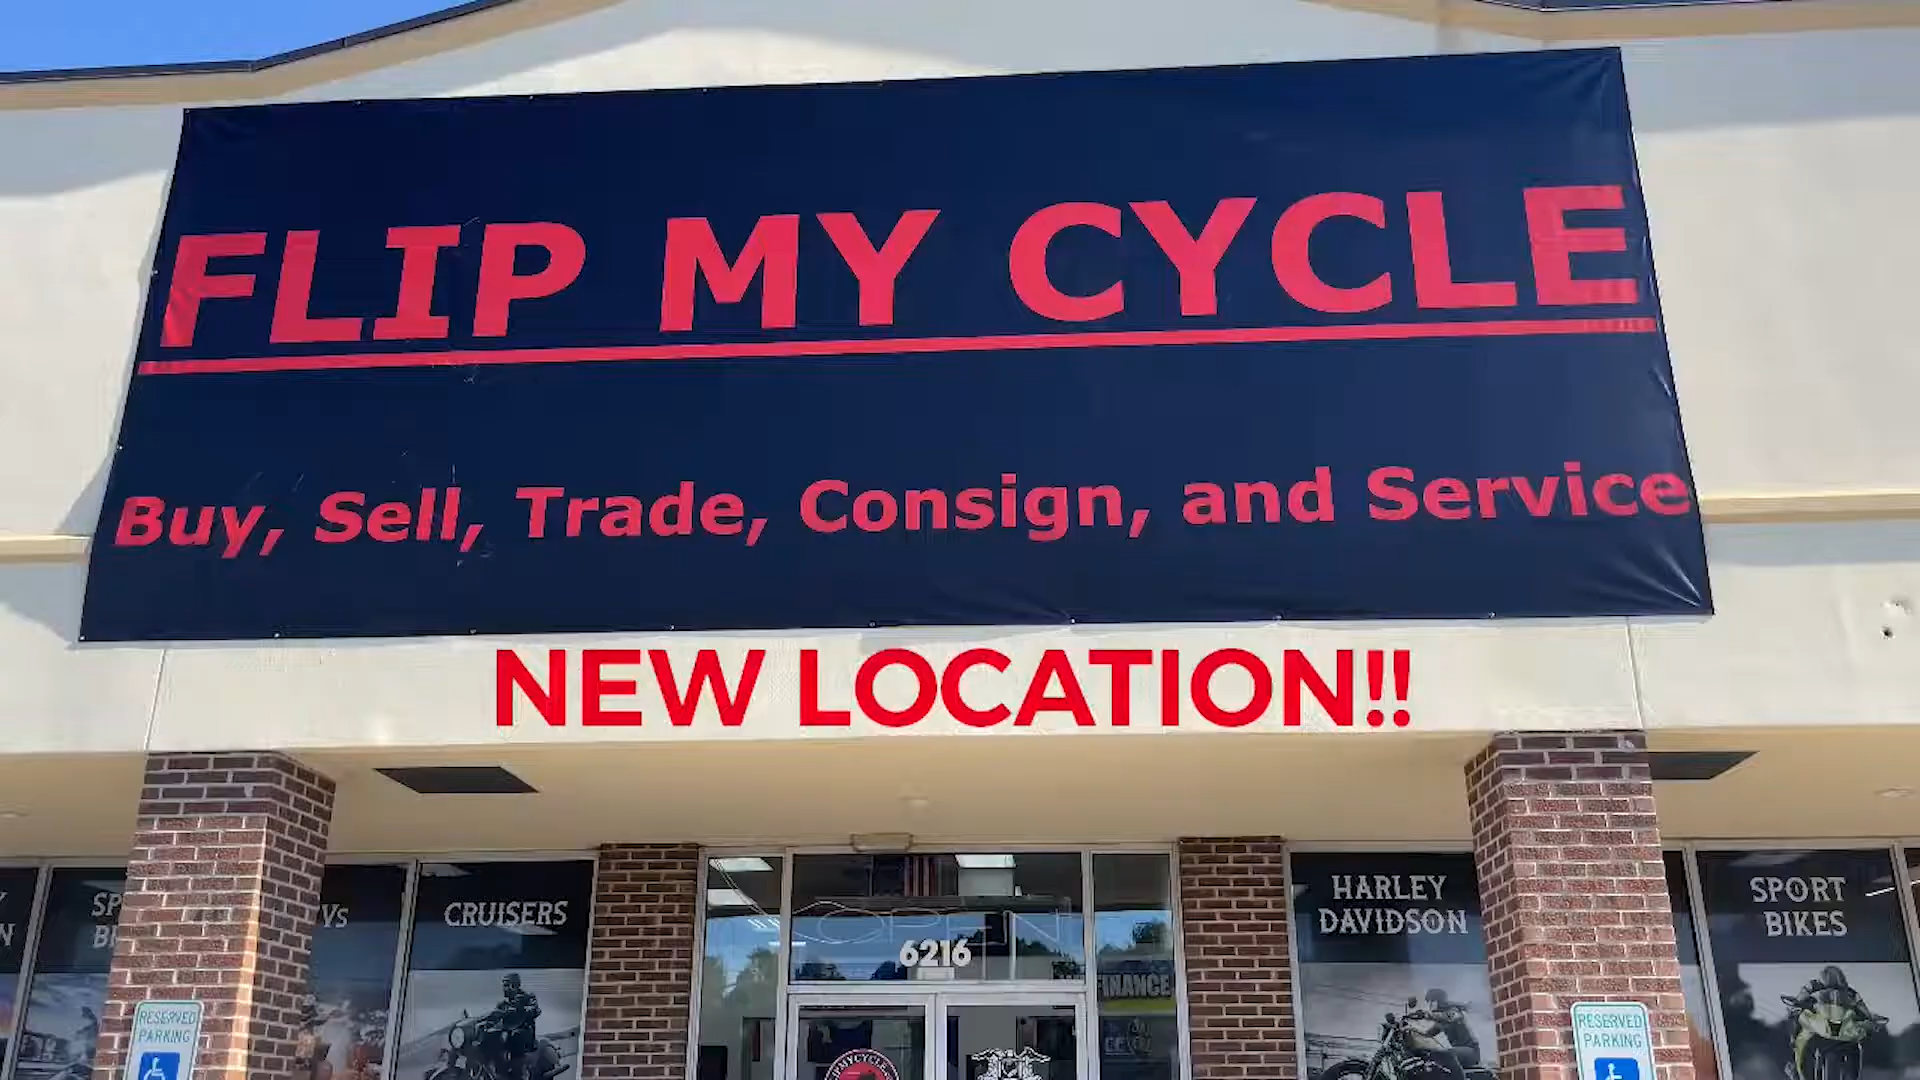 FLIP MY CYCLE
Buy, Sell, Trade, Consign, and Service
NEW LOCATION!!
CRUISERS
HARLEY
DAVIDSON
SPORT
BIKES
OPEN
6216
FINANCE
RESERVED
PARKING
RESERVED
PARKING